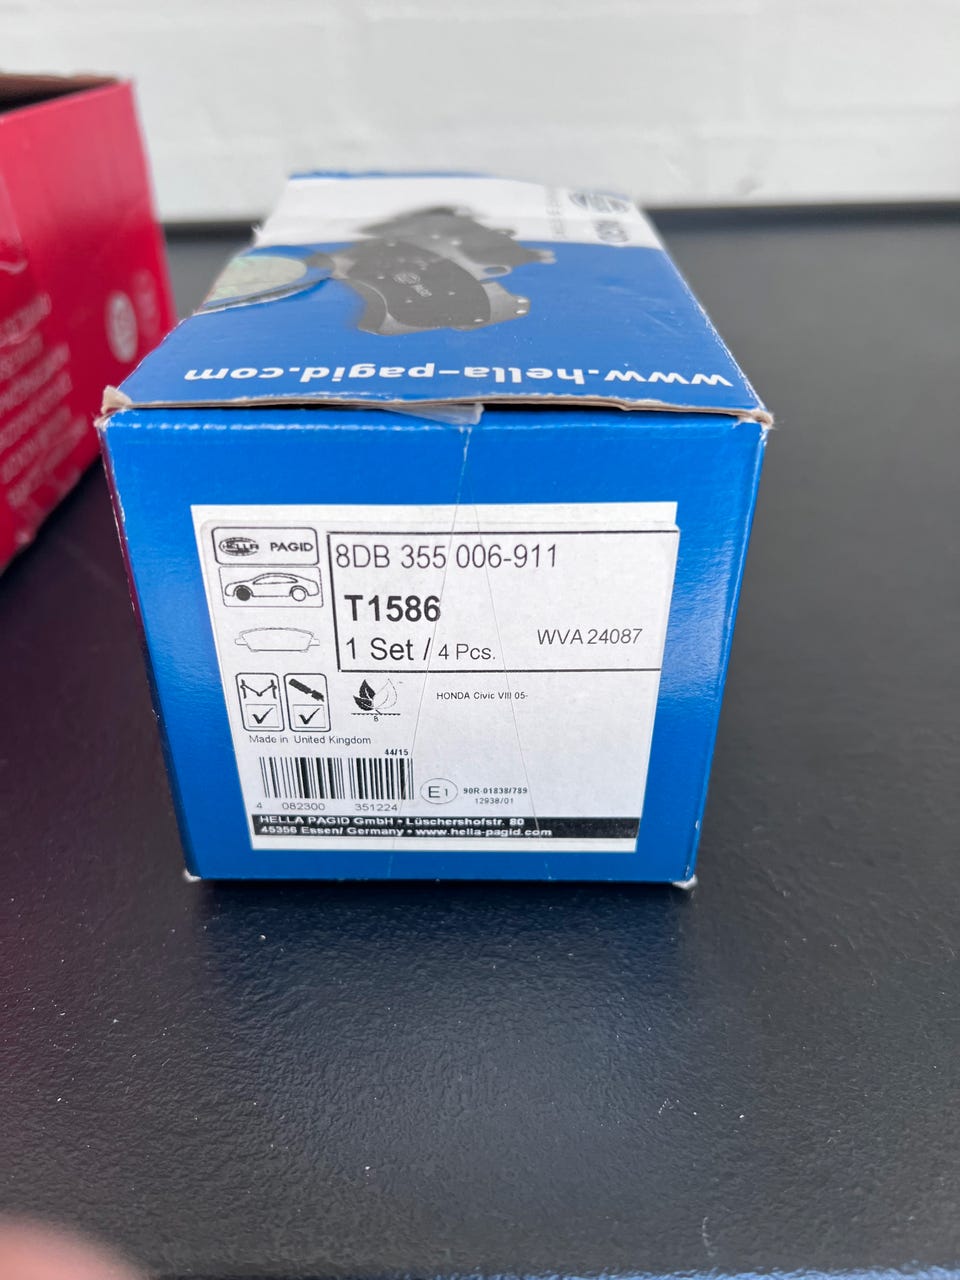 PAGID
www.hella-pagid.com
HELLA PAGID
8DB 355 006-911
T1586
1 Set / 4 Pcs.
WVA 24087
HONDA Civic VIII 05-
B
Made in United Kingdom
44/15
4 082300 351224
E1
90R-01838/789
12938/01
HELLA PAGID GmbH • Lüschershofstr. 80
45356 Essen/ Germany • www.hella-pagid.com